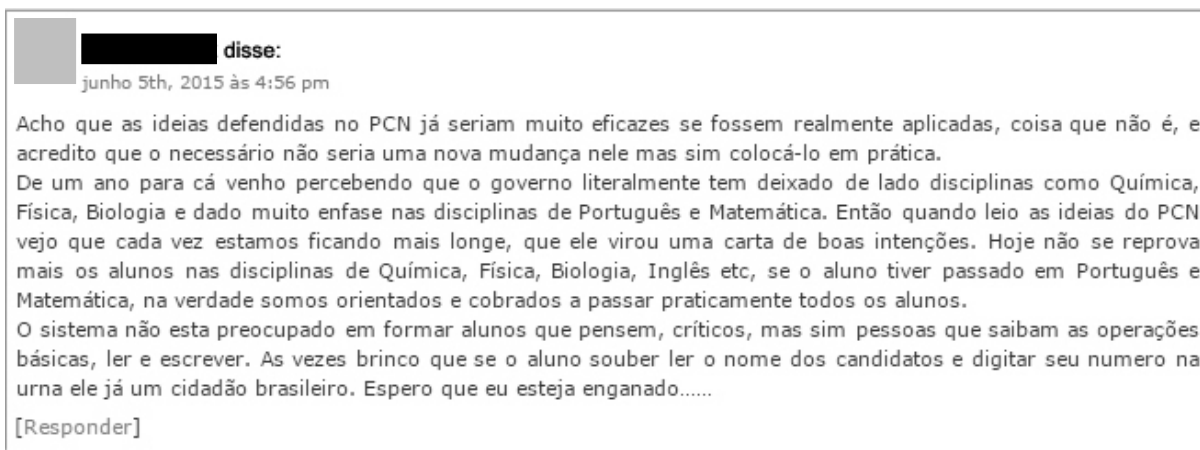 disse:
junho 5th, 2015 às 4:56 pm
Acho que as ideias defendidas no PCN já seriam muito eficazes se fossem realmente aplicadas, coisa que não é, e
acredito que o necessário não seria uma nova mudança nele mas sim colocá-lo em prática.
De um ano para cá venho percebendo que o governo literalmente tem deixado de lado disciplinas como Química,
Física, Biologia e dado muito enfase nas disciplinas de Português e Matemática. Então quando leio as ideias do PCN
vejo que cada vez estamos ficando mais longe, que ele virou uma carta de boas intenções. Hoje não se reprova
mais os alunos nas disciplinas de Química, Física, Biologia, Inglês etc, se o aluno tiver passado em Português e
Matemática, na verdade somos orientados e cobrados a passar praticamente todos os alunos.
O sistema não esta preocupado em formar alunos que pensem, críticos, mas sim pessoas que saibam as operações
básicas, ler e escrever. As vezes brinco que se o aluno souber ler o nome dos candidatos e digitar seu numero na
urna ele já um cidadão brasileiro. Espero que eu esteja enganado......
[Responder]